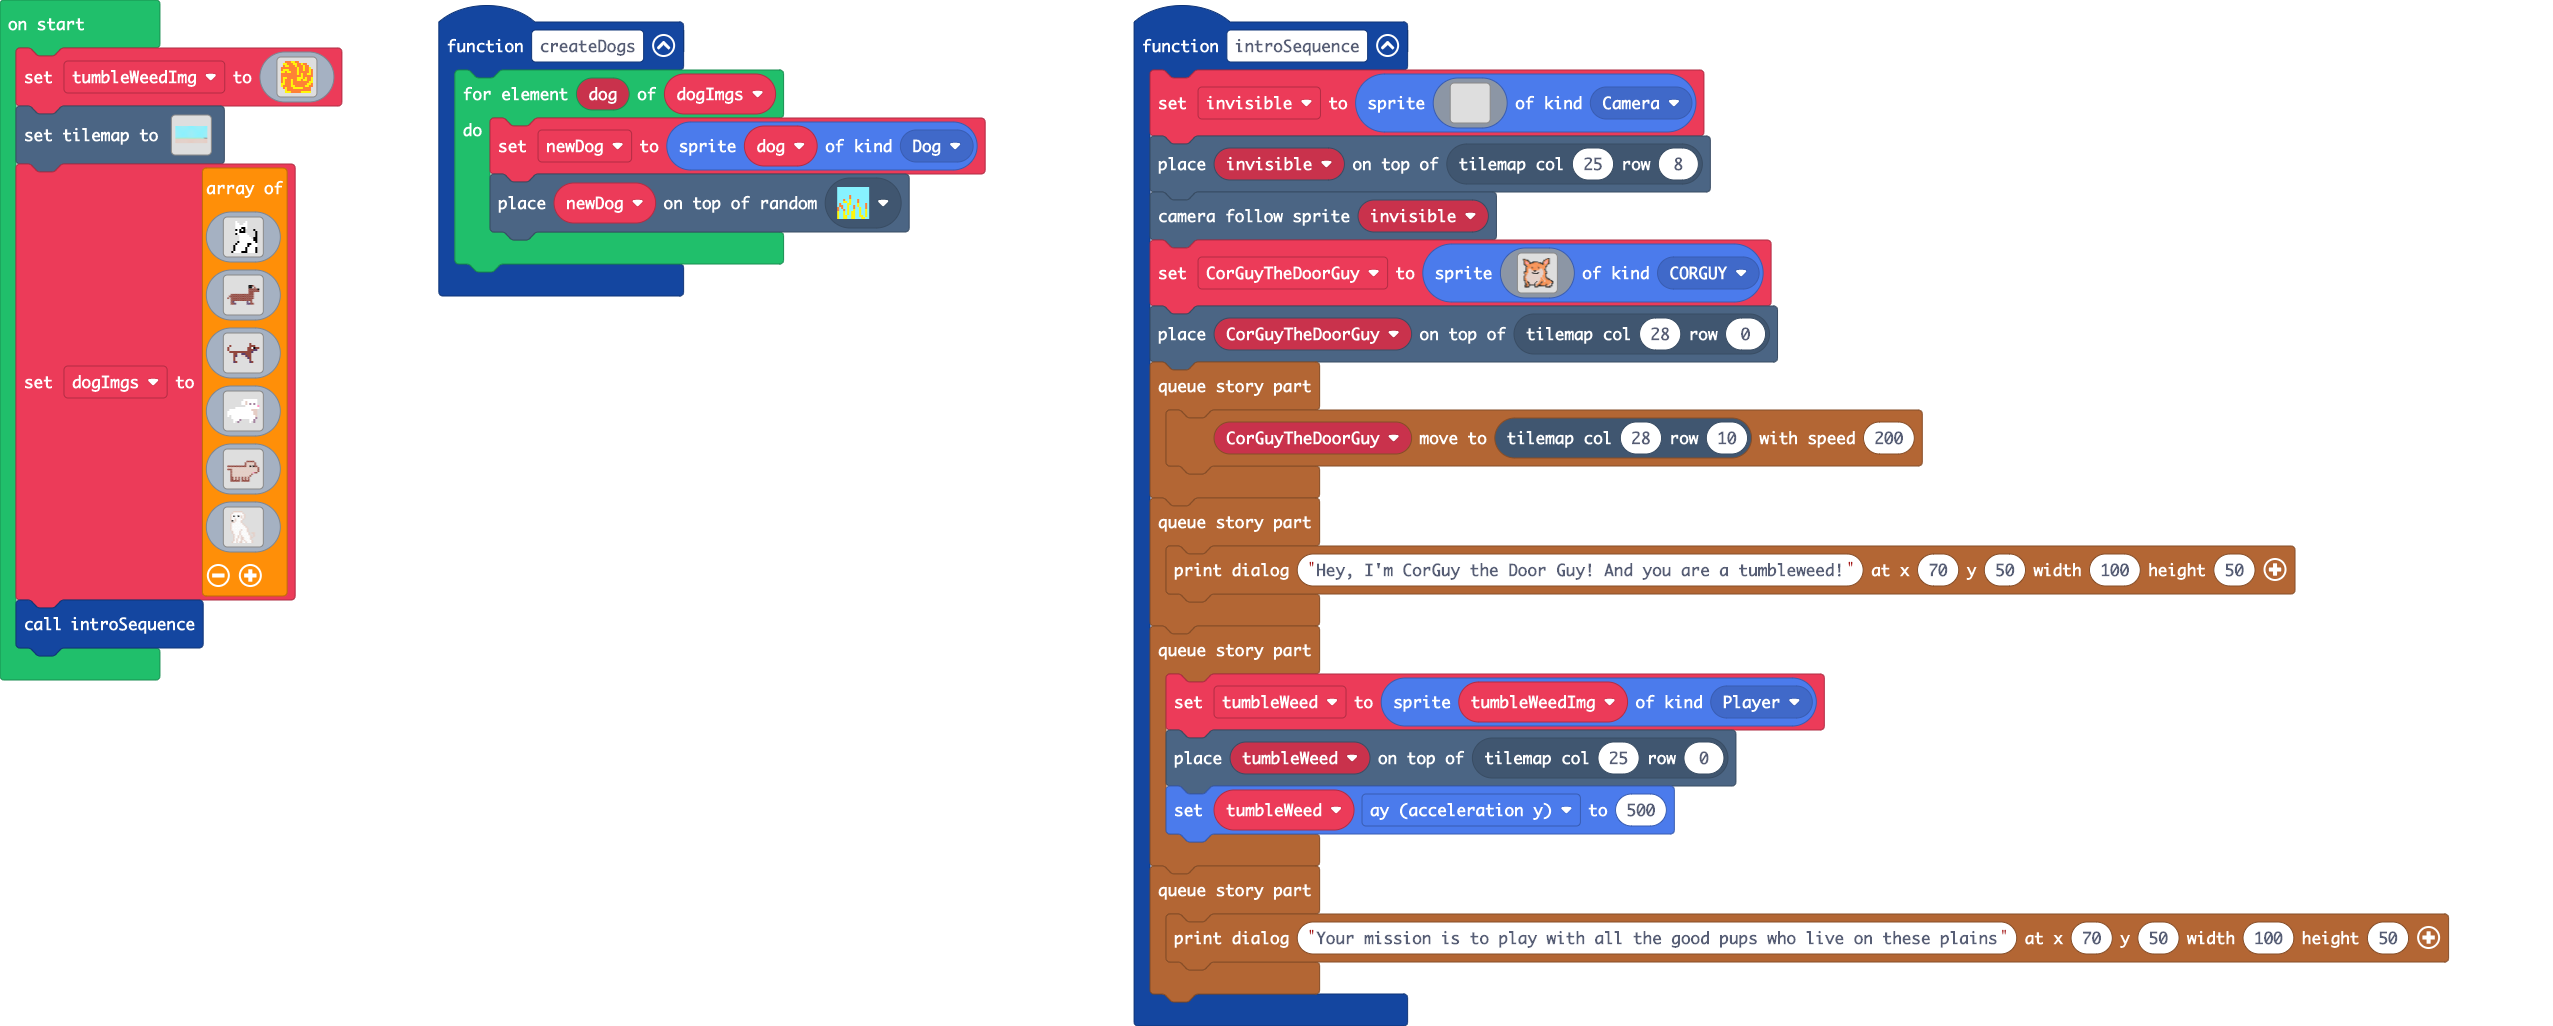 on start
set tumbleWeedImg to
set tilemap to
set dogImgs to array of
call introSequence
function createDogs
for element dog of dogImgs
do set newDog to sprite dog of kind Dog
place newDog on top of random
function introSequence
set invisible to sprite of kind Camera
place invisible on top of tilemap col 25 row 8
camera follow sprite invisible
set CorGuyTheDoorGuy to sprite of kind CORGUY
place CorGuyTheDoorGuy on top of tilemap col 28 row 0
queue story part
CorGuyTheDoorGuy move to tilemap col 28 row 10 with speed 200
queue story part
print dialog "Hey, I'm CorGuy the Door Guy! And you are a tumbleweed!" at x 70 y 50 width 100 height 50
queue story part
set tumbleWeed to sprite tumbleWeedImg of kind Player
place tumbleWeed on top of tilemap col 25 row 0
set tumbleWeed ay (acceleration y) to 500
queue story part
print dialog "Your mission is to play with all the good pups who live on these plains" at x 70 y 50 width 100 height 50